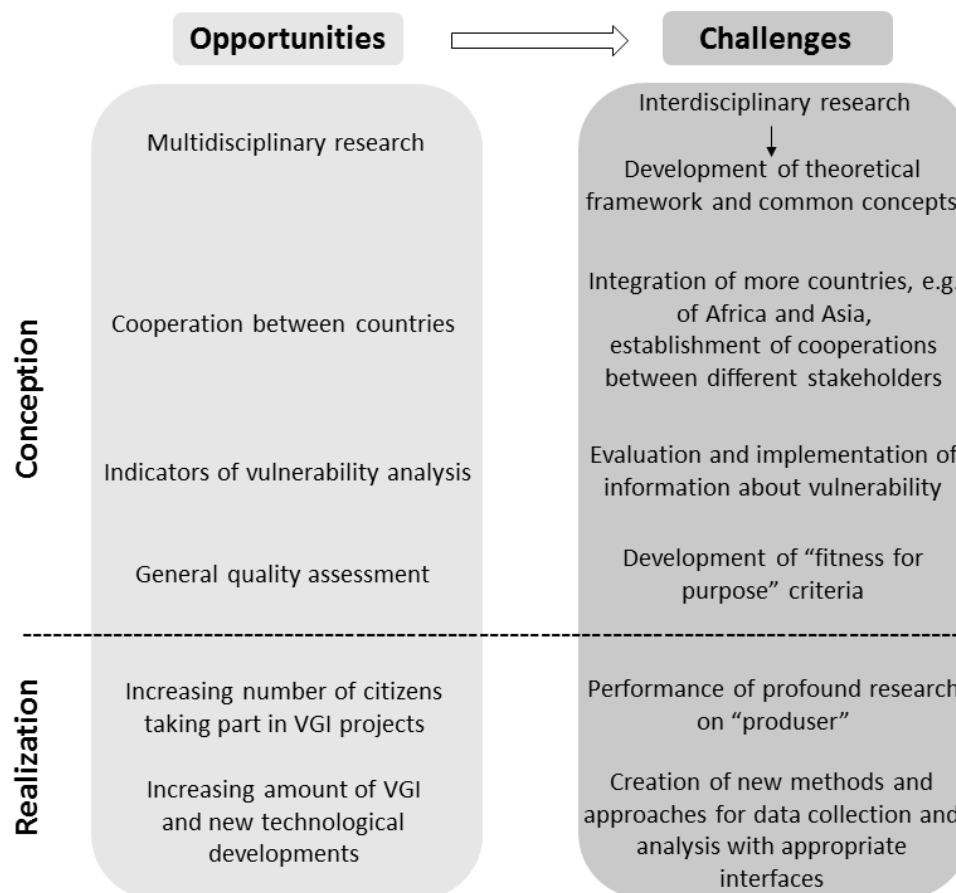 Opportunities
Challenges
Conception
Multidisciplinary research
Interdisciplinary research
Development of theoretical
framework and common concepts
Cooperation between countries
Integration of more countries, e.g.
of Africa and Asia,
establishment of cooperations
between different stakeholders
Indicators of vulnerability analysis
Evaluation and implementation of
information about vulnerability
General quality assessment
Development of “fitness for
purpose” criteria
Realization
Increasing number of citizens
taking part in VGI projects
Performance of profound research
on “produser”
Increasing amount of VGI
and new technological
developments
Creation of new methods and
approaches for data collection and
analysis with appropriate
interfaces